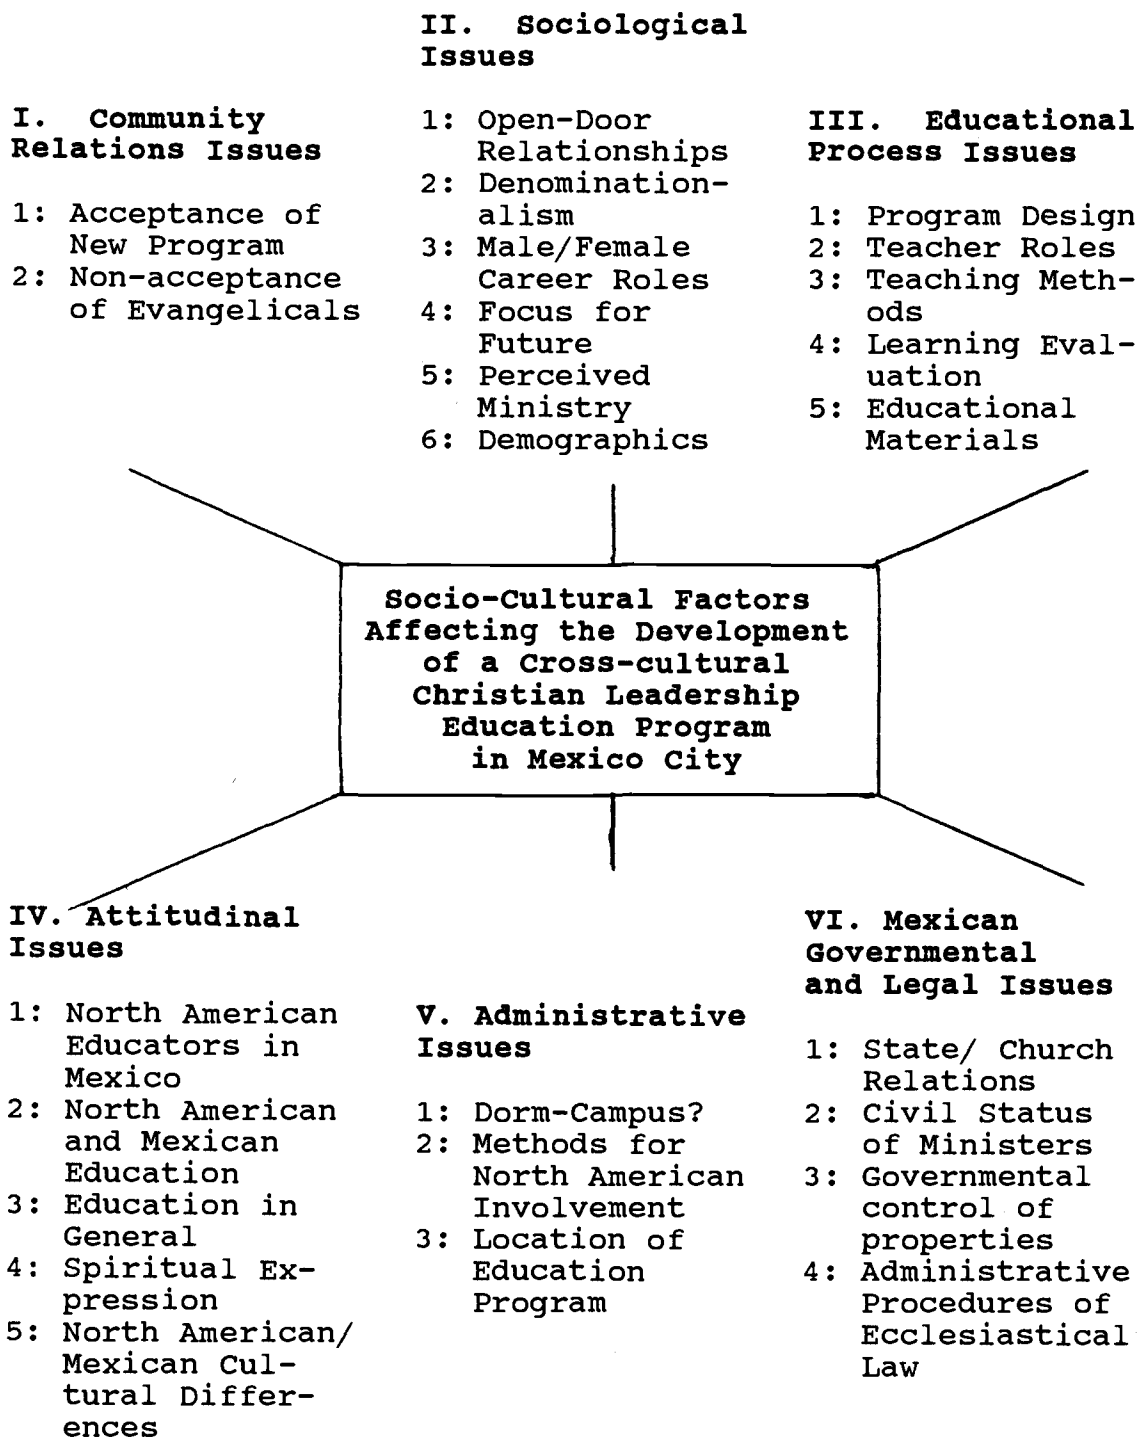 II. Sociological
Issues
I. Community
Relations Issues
1: Acceptance of
New Program
2: Non-acceptance
of Evangelicals
1: Open-Door
Relationships
2: Denomination-
alism
3: Male/Female
Career Roles
4: Focus for
Future
5: Perceived
Ministry
6: Demographics
III. Educational
Process Issues
1: Program Design
2: Teacher Roles
3: Teaching Meth-
ods
4: Learning Eval-
uation
5: Educational
Materials
Socio-Cultural Factors
Affecting the Development
of a Cross-cultural
Christian Leadership
Education Program
in Mexico City
IV. Attitudinal
Issues
1: North American
Educators in
Mexico
2: North American
and Mexican
Education
3: Education in
General
4: Spiritual Ex-
pression
5: North American/
Mexican Cul-
tural Differ-
ences
V. Administrative
Issues
1: Dorm-Campus?
2: Methods for
North American
Involvement
3: Location of
Education
Program
VI. Mexican
Governmental
and Legal Issues
1: State/ Church
Relations
2: Civil Status
of Ministers
3: Governmental
control of
properties
4: Administrative
Procedures of
Ecclesiastical
Law